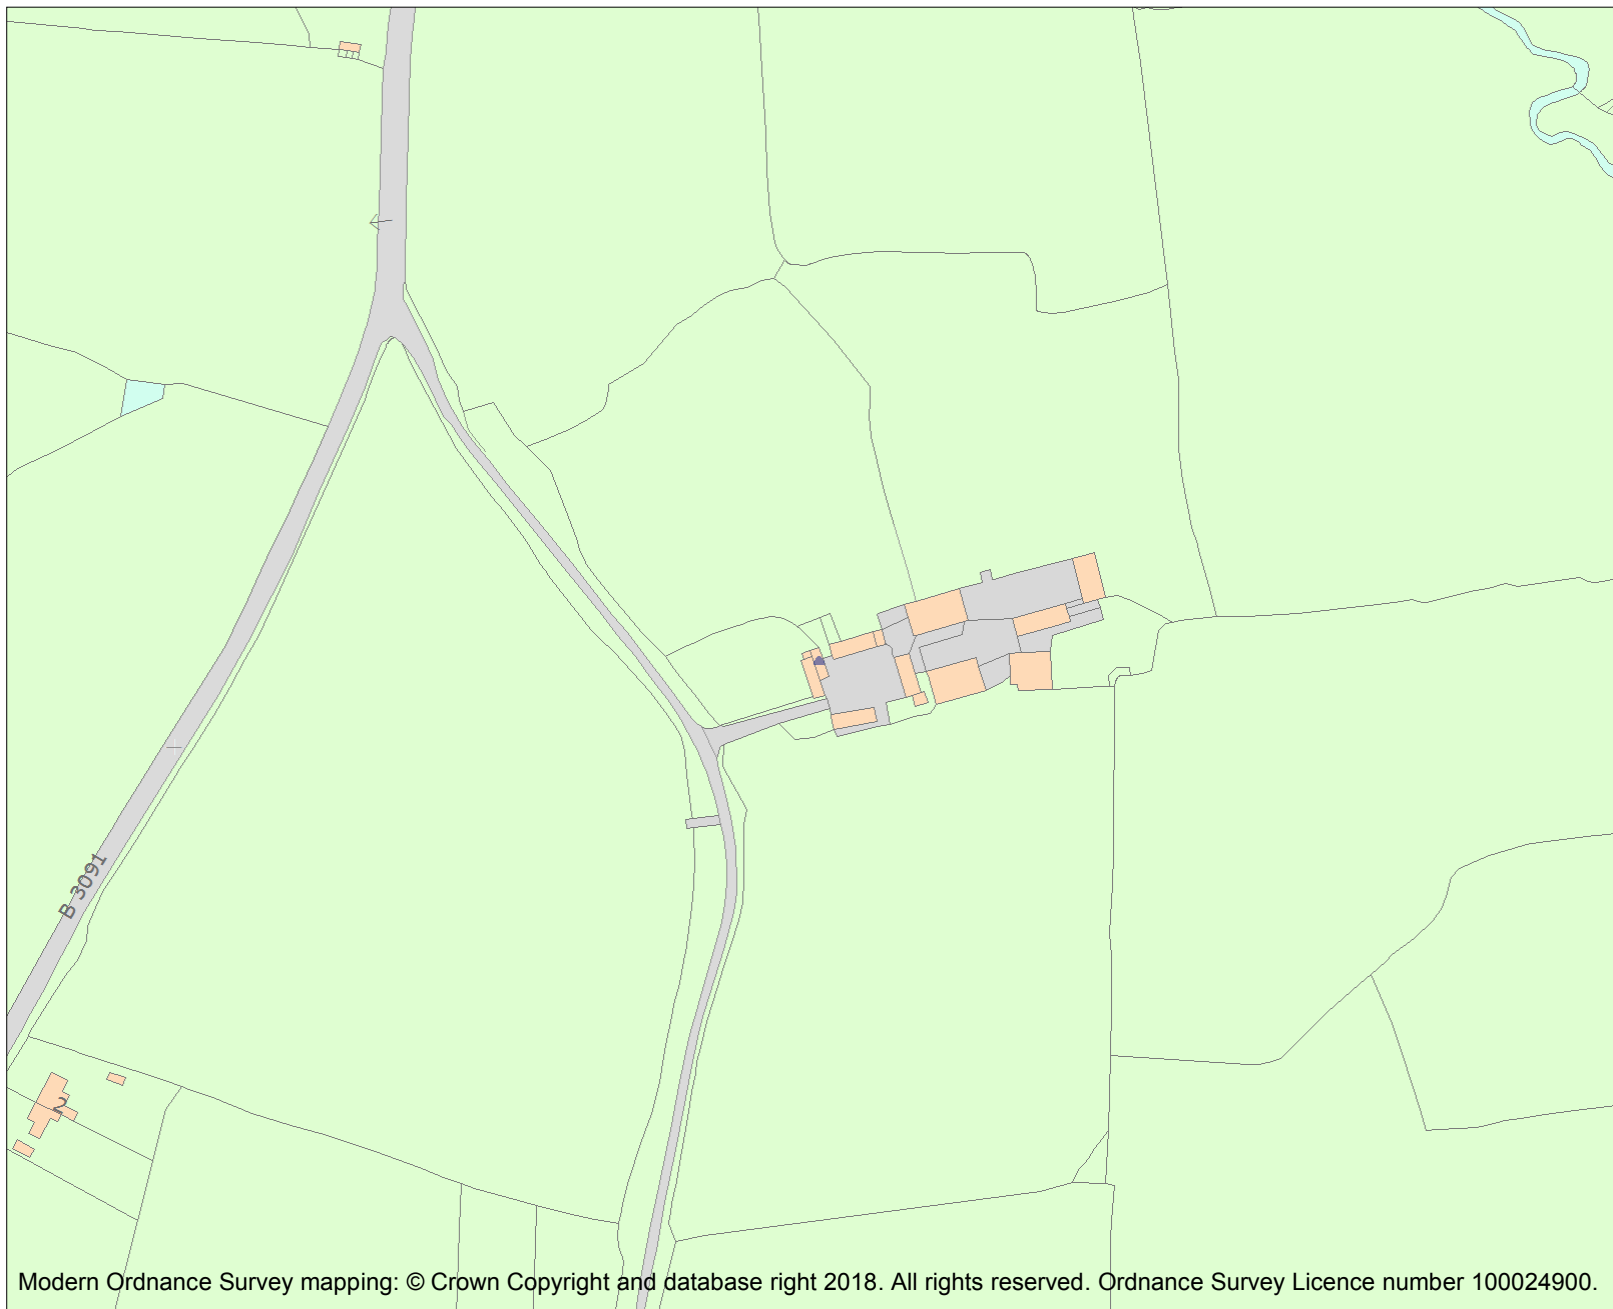 B 3091
2
Modern Ordnance Survey mapping: © Crown Copyright and database right 2018. All rights reserved. Ordnance Survey Licence number 100024900.